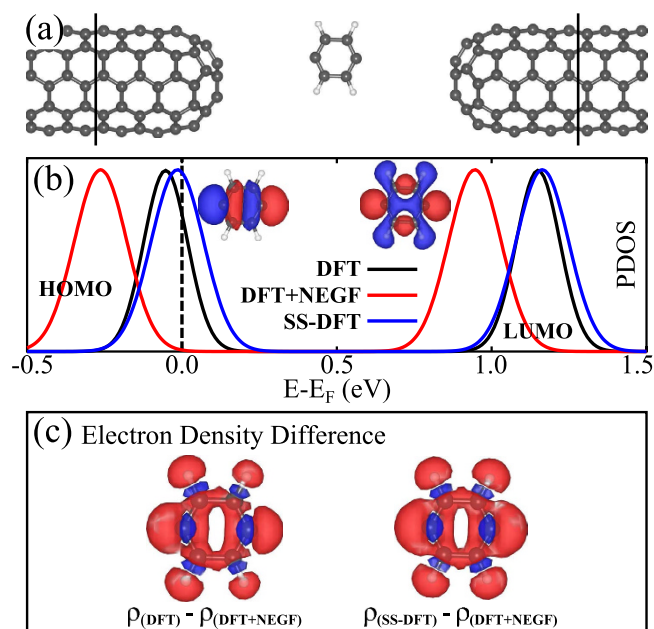 (a)
(b)
HOMO
DFT
DFT+NEGF
SS-DFT
LUMO
PDOS
-0.5 0.0 0.5 1.0 1.5
E-E_F (eV)
(c) Electron Density Difference
ρ(DFT) - ρ(DFT+NEGF) ρ(SS-DFT) - ρ(DFT+NEGF)